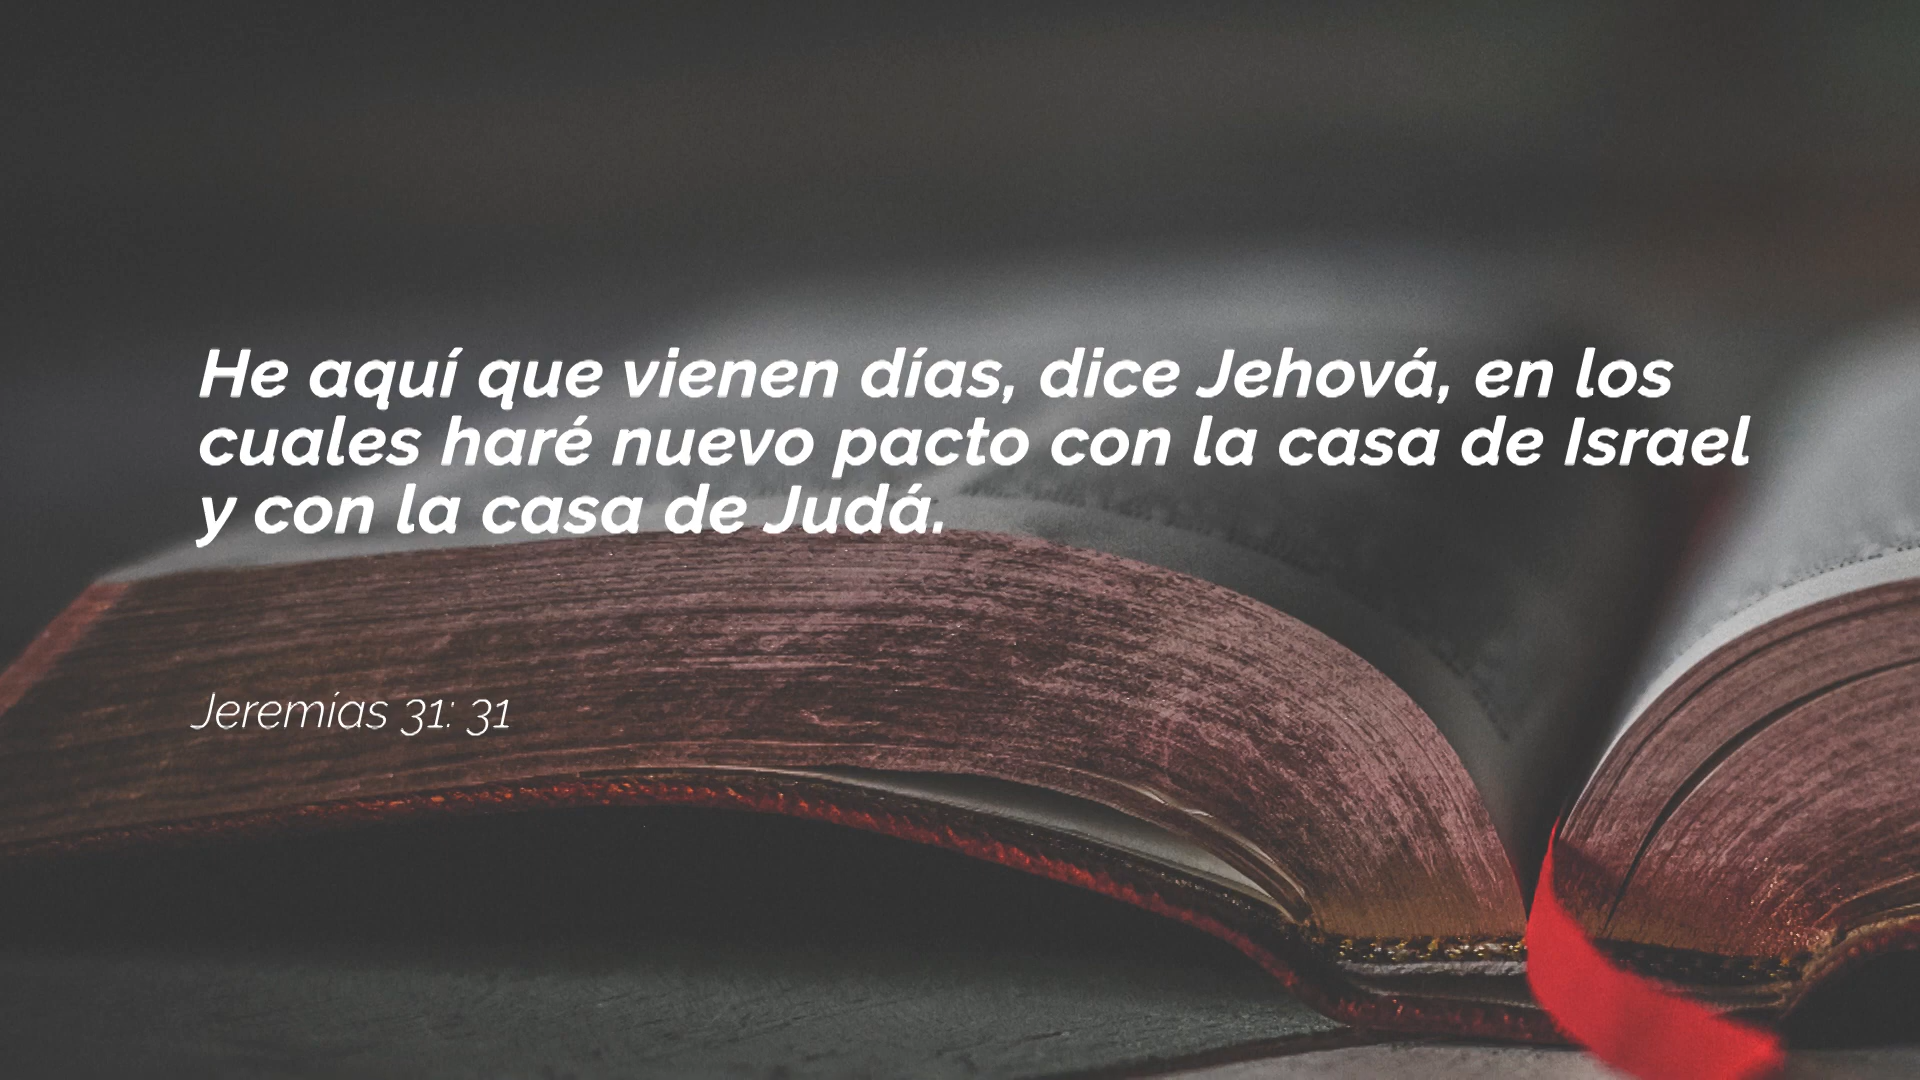 He aquí que vienen días, dice Jehová, en los
cuales haré nuevo pacto con la casa de Israel
y con la casa de Judá.
Jeremías 31: 31